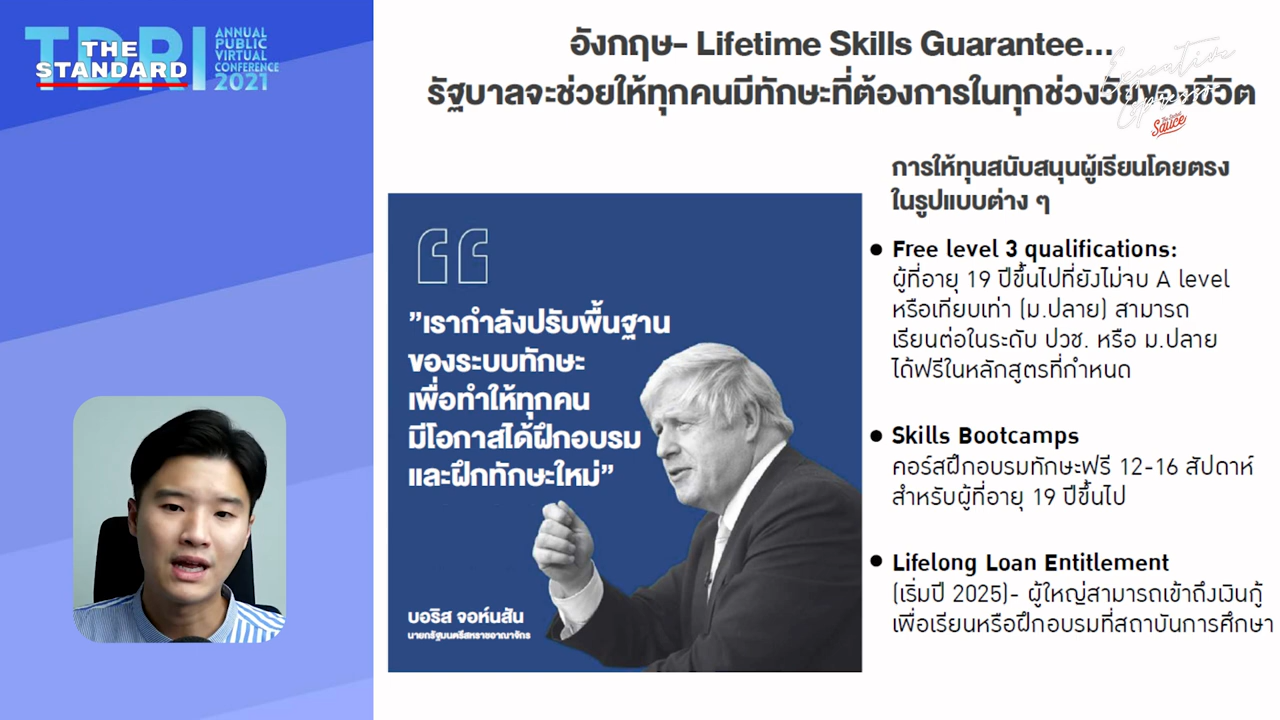 TDRI
ANNUAL
PUBLIC
VIRTUAL
CONFERENCE
2021
THE
STANDARD
อังกฤษ- Lifetime Skills Guarantee...
รัฐบาลจะช่วยให้ทุกคนมีทักษะที่ต้องการในทุกช่วงวัยของชีวิต
Executive
Espresso
The Secret
Sauce
การให้ทุนสนับสนุนผู้เรียนโดยตรง
ในรูปแบบต่าง ๆ
”เรากำลังปรับพื้นฐาน
ของระบบทักษะ
เพื่อทำให้ทุกคน
มีโอกาสได้ฝึกอบรม
และฝึกทักษะใหม่”
บอริส จอห์นสัน
นายกรัฐมนตรีสหราชอาณาจักร
● Free level 3 qualifications:
ผู้ที่อายุ 19 ปีขึ้นไปที่ยังไม่จบ A level
หรือเทียบเท่า (ม.ปลาย) สามารถ
เรียนต่อในระดับ ปวช. หรือ ม.ปลาย
ได้ฟรีในหลักสูตรที่กำหนด
● Skills Bootcamps
คอร์สฝึกอบรมทักษะฟรี 12-16 สัปดาห์
สำหรับผู้ที่อายุ 19 ปีขึ้นไป
● Lifelong Loan Entitlement
(เริ่มปี 2025)- ผู้ใหญ่สามารถเข้าถึงเงินกู้
เพื่อเรียนหรือฝึกอบรมที่สถาบันการศึกษา